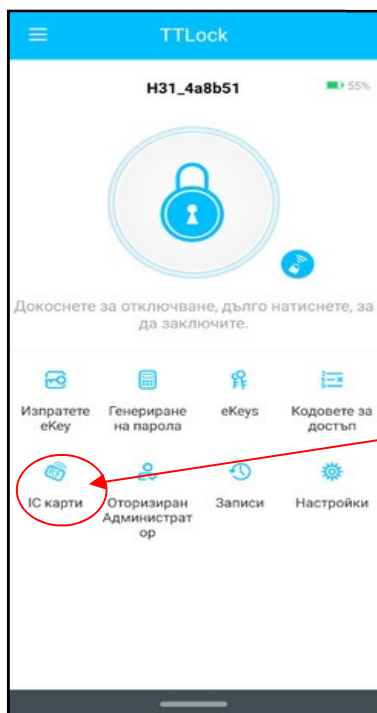 TTLock
H31_4a8b51
55%
Докоснете за отключване, дълго натиснете, за
да заключите.
Изпратете
eKey
Генериране
на парола
eKeys
Кодовете за
достъп
IC карти
Оторизиран
Администрат
ор
Записи
Настройки